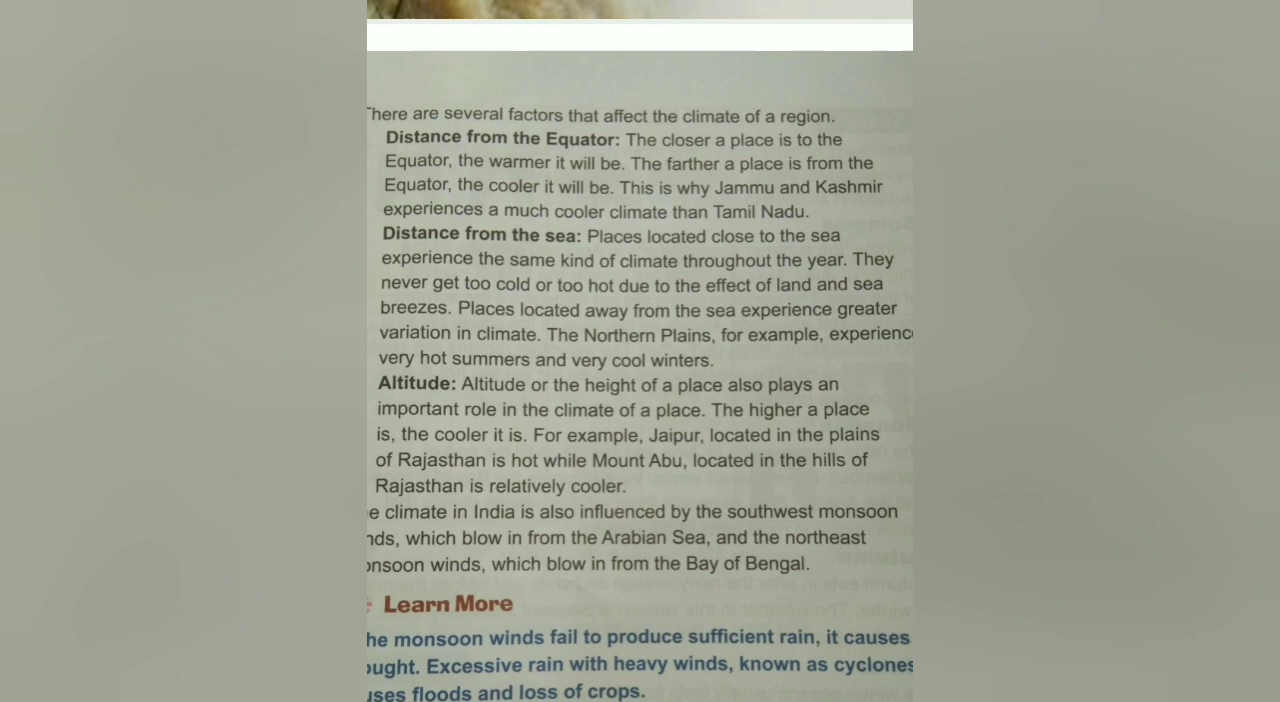 There are several factors that affect the climate of a region.
Distance from the Equator: The closer a place is to the
Equator, the warmer it will be. The farther a place is from the
Equator, the cooler it will be. This is why Jammu and Kashmir
experiences a much cooler climate than Tamil Nadu.
Distance from the sea: Places located close to the sea
experience the same kind of climate throughout the year. They
never get too cold or too hot due to the effect of land and sea
breezes. Places located away from the sea experience greater
variation in climate. The Northern Plains, for example, experienc
very hot summers and very cool winters.
Altitude: Altitude or the height of a place also plays an
important role in the climate of a place. The higher a place
is, the cooler it is. For example, Jaipur, located in the plains
of Rajasthan is hot while Mount Abu, located in the hills of
Rajasthan is relatively cooler.
e climate in India is also influenced by the southwest monsoon
nds, which blow in from the Arabian Sea, and the northeast
onsoon winds, which blow in from the Bay of Bengal.
Learn More
he monsoon winds fail to produce sufficient rain, it causes
ought. Excessive rain with heavy winds, known as cyclones
uses floods and loss of crops.